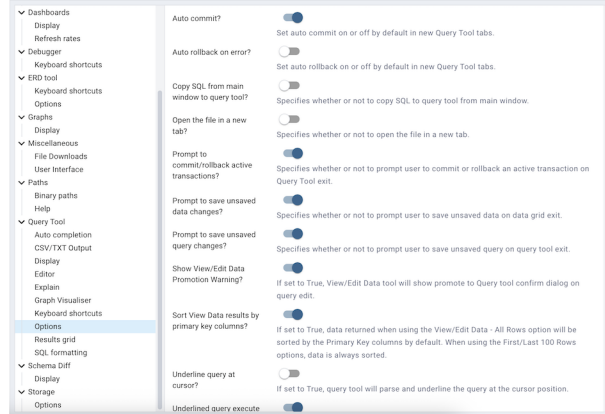 Dashboards
Display
Refresh rates
Debugger
Keyboard shortcuts
ERD tool
Keyboard shortcuts
Options
Graphs
Display
Miscellaneous
File Downloads
User Interface
Paths
Binary paths
Help
Query Tool
Auto completion
CSV/TXT Output
Display
Editor
Explain
Graph Visualiser
Keyboard shortcuts
Options
Results grid
SQL formatting
Schema Diff
Display
Storage
Options
Auto commit?
Set auto commit on or off by default in new Query Tool tabs.
Auto rollback on error?
Set auto rollback on or off by default in new Query Tool tabs.
Copy SQL from main
window to query tool?
Specifies whether or not to copy SQL to query tool from main window.
Open the file in a new
tab?
Specifies whether or not to open the file in a new tab.
Prompt to
commit/rollback active
transactions?
Specifies whether or not to prompt user to commit or rollback an active transaction on
Query Tool exit.
Prompt to save unsaved
data changes?
Specifies whether or not to prompt user to save unsaved data on data grid exit.
Prompt to save unsaved
query changes?
Specifies whether or not to prompt user to save unsaved query on query tool exit.
Show View/Edit Data
Promotion Warning?
If set to True, View/Edit Data tool will show promote to Query tool confirm dialog on
query edit.
Sort View Data results by
primary key columns?
If set to True, data returned when using the View/Edit Data - All Rows option will be
sorted by the Primary Key columns by default. When using the First/Last 100 Rows
options, data is always sorted.
Underline query at
cursor?
If set to True, query tool will parse and underline the query at the cursor position.
Underlined query execute